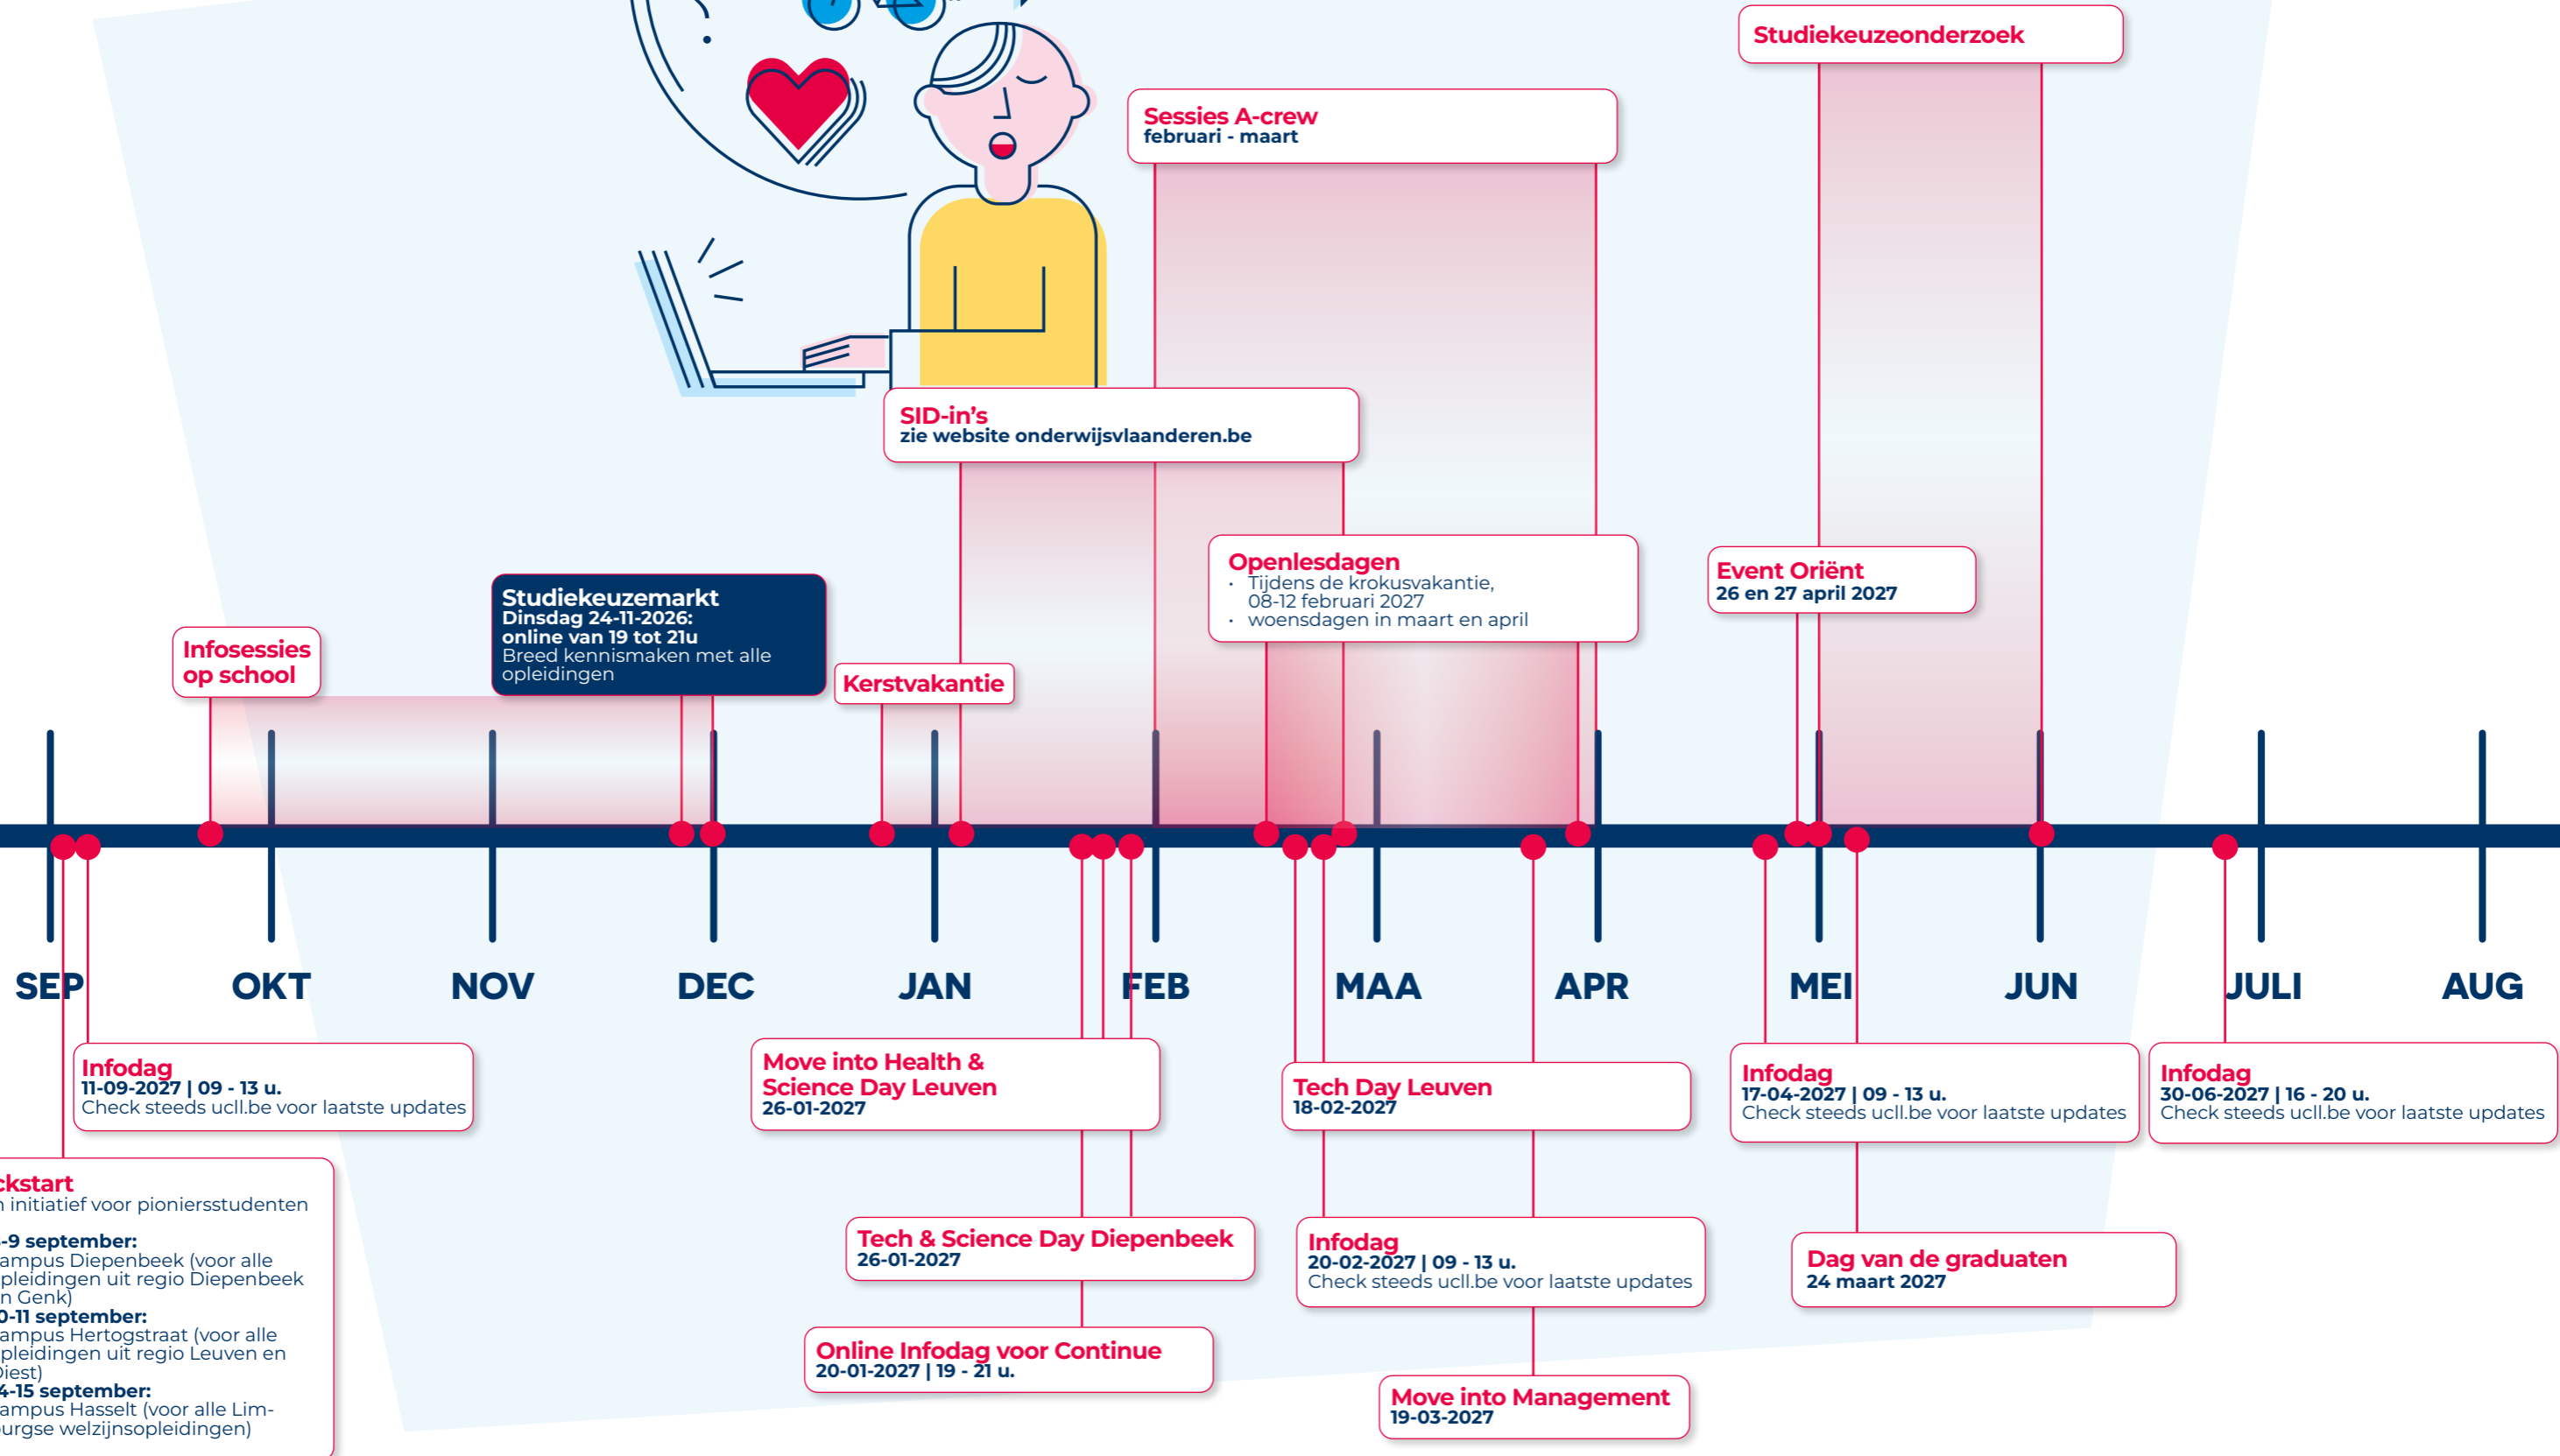 Studiekeuzeonderzoek
Sessies A-crew
februari - maart
SID-in's
zie website onderwijsvlaanderen.be
Openlesdagen
• Tijdens de krokusvakantie,
08-12 februari 2027
• woensdagen in maart en april
Event Oriënt
26 en 27 april 2027
Studiekeuzemarkt
Dinsdag 24-11-2026:
online van 19 tot 21u
Breed kennismaken met alle
opleidingen
Infosessies
op school
Kerstvakantie
SEP
OKT
NOV
DEC
JAN
FEB
MAA
APR
MEI
JUN
JULI
AUG
Infodag
11-09-2027 | 09 - 13 u.
Check steeds ucll.be voor laatste updates
Move into Health &
Science Day Leuven
26-01-2027
Tech Day Leuven
18-02-2027
Infodag
17-04-2027 | 09 - 13 u.
Check steeds ucll.be voor laatste updates
Infodag
30-06-2027 | 16 - 20 u.
Check steeds ucll.be voor laatste updates
ckstart
initiatief voor pioniersstudenten
-9 september:
ampus Diepenbeek (voor alle
pleidingen uit regio Diepenbeek
n Genk)
0-11 september:
ampus Hertogstraat (voor alle
pleidingen uit regio Leuven en
Diest)
4-15 september:
ampus Hasselt (voor alle Lim-
urgse welzijnsopleidingen)
Tech & Science Day Diepenbeek
26-01-2027
Infodag
20-02-2027 | 09 - 13 u.
Check steeds ucll.be voor laatste updates
Dag van de graduaten
24 maart 2027
Online Infodag voor Continue
20-01-2027 | 19 - 21 u.
Move into Management
19-03-2027